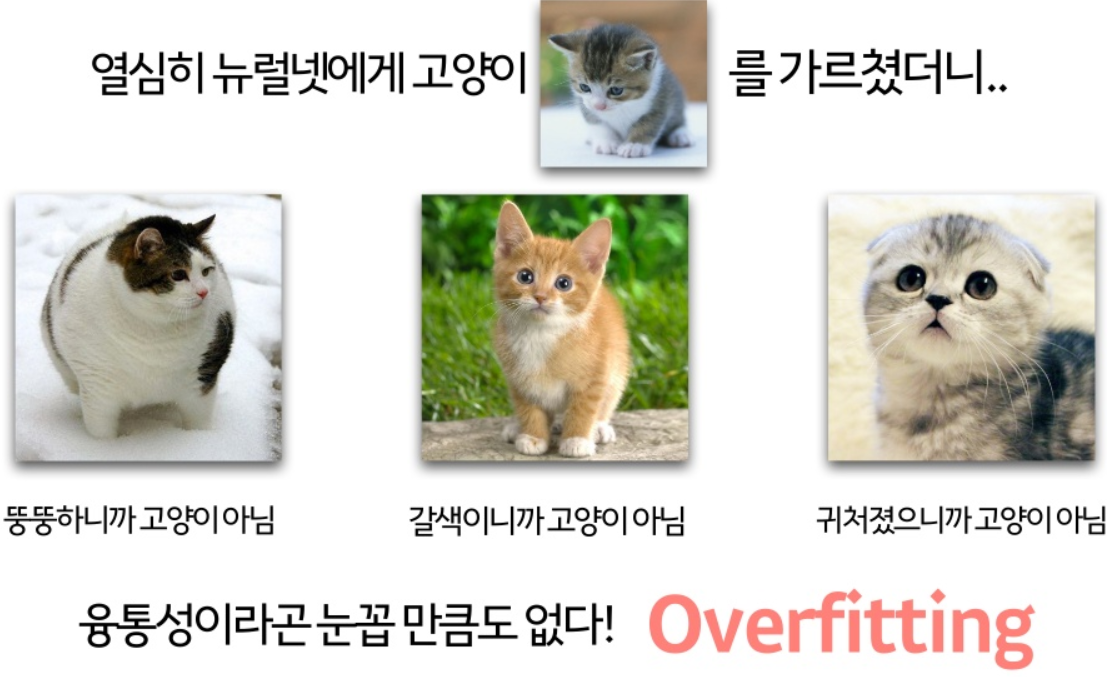 열심히 뉴럴넷에게 고양이 를 가르쳤더니..
뚱뚱하니까 고양이 아님
갈색이니까 고양이 아님
귀처졌으니까 고양이 아님
융통성이라곤 눈꼽 만큼도 없다! Overfitting